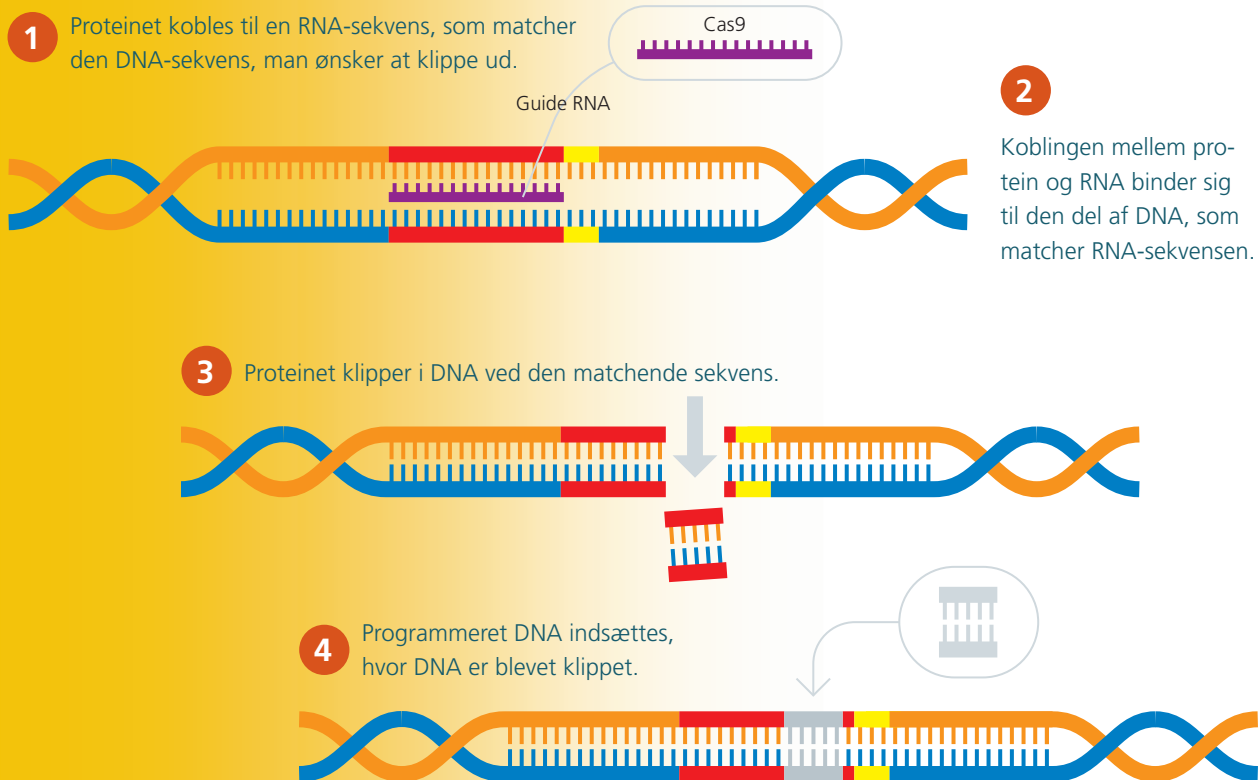 1
Proteinet kobles til en RNA-sekvens, som matcher
den DNA-sekvens, man ønsker at klippe ud.
Cas9
Guide RNA
2
Koblingen mellem pro-
tein og RNA binder sig
til den del af DNA, som
matcher RNA-sekvensen.
3
Proteinet klipper i DNA ved den matchende sekvens.
4
Programmeret DNA indsættes,
hvor DNA er blevet klippet.